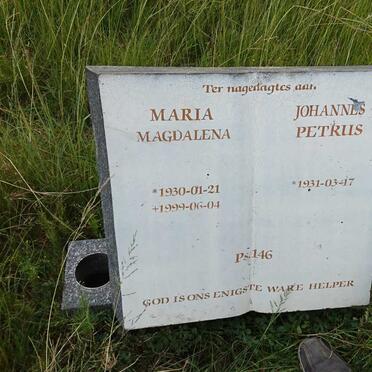 Ter nagedagtes aan
MARIA
MAGDALENA
*1930-01-21
+1999-06-04
JOHANNES
PETRUS
*1931-03-17
Ps 146
GOD IS ONS ENIGSTE WARE HELPER